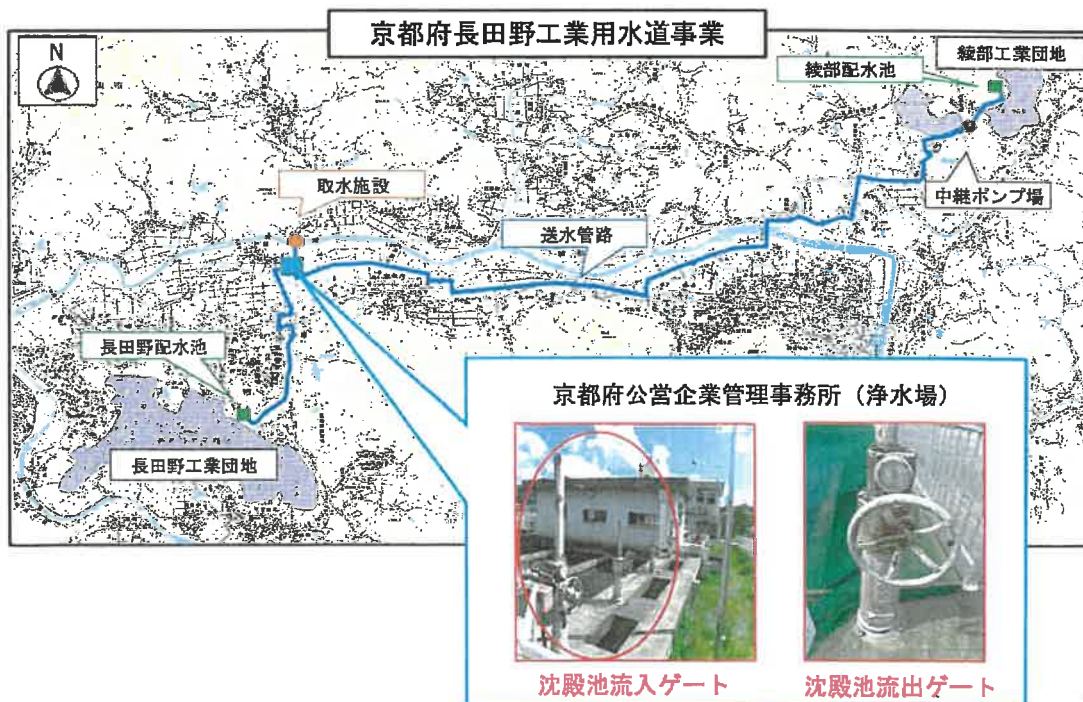 京都府長田野工業用水道事業
N
綾部工業団地
綾部配水池
取水施設
中継ポンプ場
送水管路
長田野配水池
長田野工業団地
京都府公営企業管理事務所（浄水場）
沈殿池流入ゲート
沈殿池流出ゲート